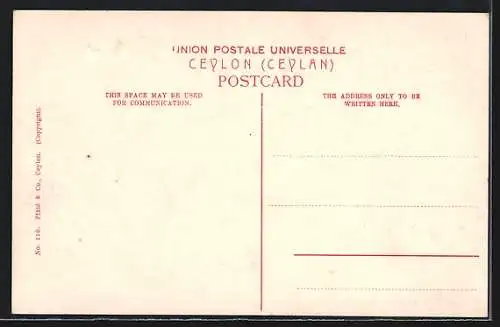 UNION POSTALE UNIVERSELLE
CEYLON (CEYLAN)
POSTCARD
THIS SPACE MAY BE USED
FOR COMMUNICATION.
THE ADDRESS ONLY TO BE
WRITTEN HERE.
No. 110. Plâté & Co., Ceylon. (Copyright).